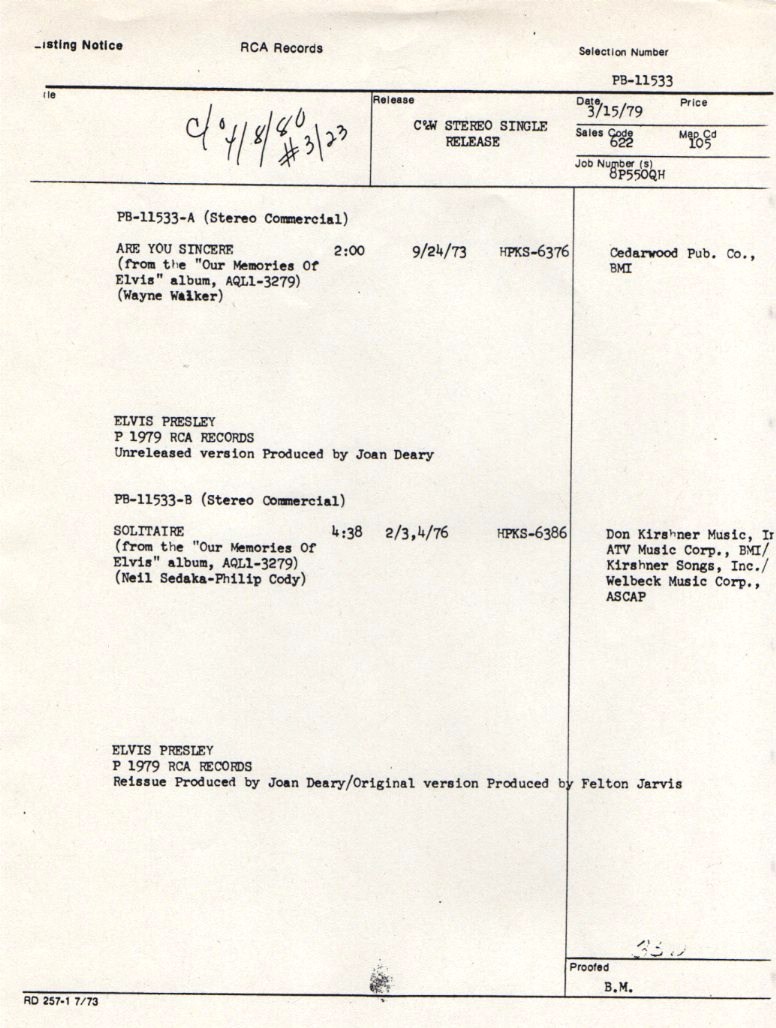 isting Notice
RCA Records
Selection Number
PB-11533
tle
Release
C&W STEREO SINGLE
RELEASE
Date
3/15/79
Price
Sales Code
622
Map Cd
105
Job Number (s)
8P550QH
C/O 4/8/80
#3/23
PB-11533-A (Stereo Commercial)
ARE YOU SINCERE 2:00 9/24/73 HPKS-6376 Cedarwood Pub. Co.,
(from the "Our Memories Of BMI
Elvis" album, AQL1-3279)
(Wayne Walker)
ELVIS PRESLEY
P 1979 RCA RECORDS
Unreleased version Produced by Joan Deary
PB-11533-B (Stereo Commercial)
SOLITAIRE 4:38 2/3,4/76 HPKS-6386 Don Kirshner Music, In
(from the "Our Memories Of ATV Music Corp., BMI/
Elvis" album, AQL1-3279) Kirshner Songs, Inc./
(Neil Sedaka-Philip Cody) Welbeck Music Corp.,
ASCAP
ELVIS PRESLEY
P 1979 RCA RECORDS
Reissue Produced by Joan Deary/Original version Produced by Felton Jarvis
Proofed
B.M.
RD 257-1 7/73